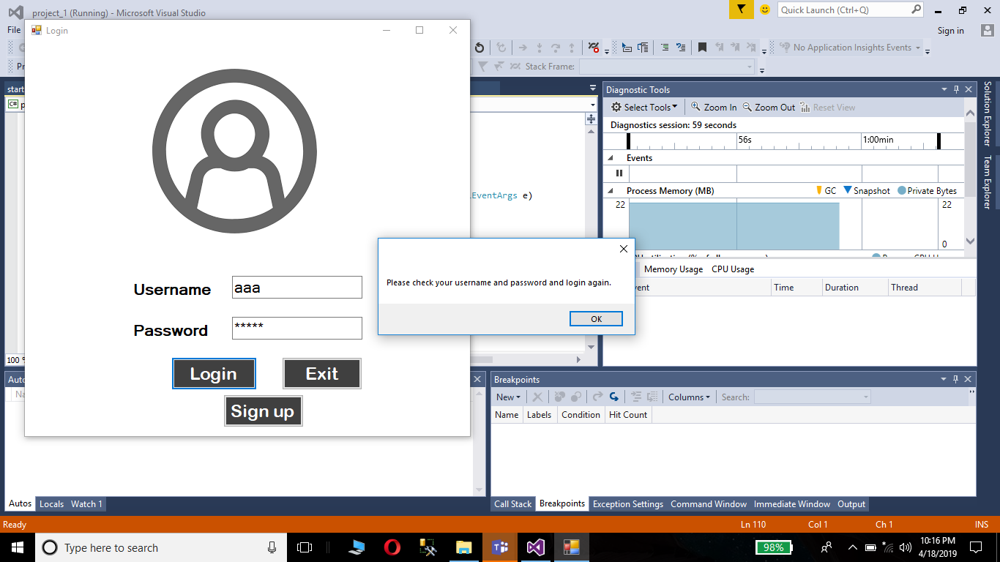 project_1 (Running) - Microsoft Visual Studio
Quick Launch (Ctrl+Q)
File
Sign in
Login
No Application Insights Events
Stack Frame:
start
C#
Diagnostic Tools
Select Tools
Zoom In
Zoom Out
Reset View
Diagnostics session: 59 seconds
56s
1:00min
Events
Process Memory (MB)
GC
Snapshot
Private Bytes
22
22
0
EventArgs e)
Solution Explorer
Team Explorer
Please check your username and password and login again.
OK
Memory Usage
CPU Usage
Time
Duration
Thread
Username
aaa
Password
*****
Login
Exit
Sign up
100 %
Breakpoints
New
Columns
Search:
Name
Labels
Condition
Hit Count
Autos
Locals
Watch 1
Call Stack
Breakpoints
Exception Settings
Command Window
Immediate Window
Output
Ready
Ln 110
Col 1
Ch 1
INS
Type here to search
98%
10:16 PM
4/18/2019